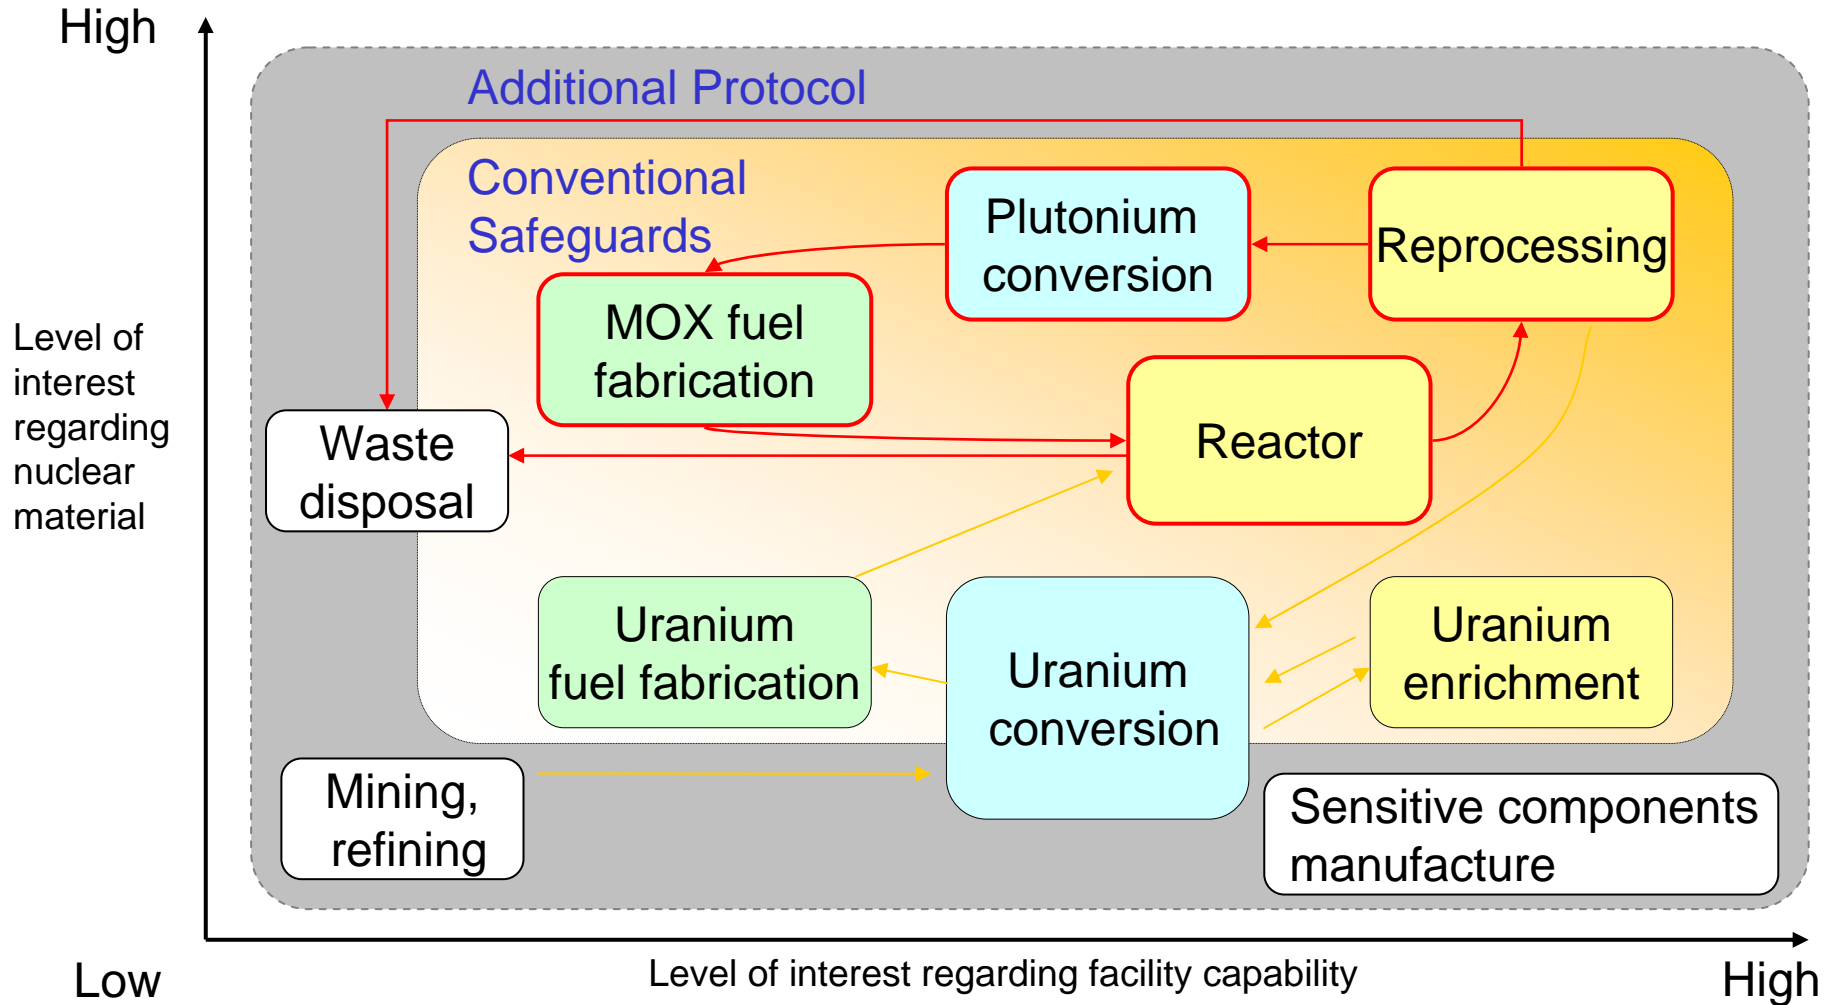 High
Additional Protocol
Conventional
Safeguards
Plutonium
conversion
Reprocessing
MOX fuel
fabrication
Level of
interest
regarding
nuclear
material
Waste
disposal
Reactor
Uranium
fuel fabrication
Uranium
conversion
Uranium
enrichment
Mining,
refining
Sensitive components
manufacture
Low
Level of interest regarding facility capability
High